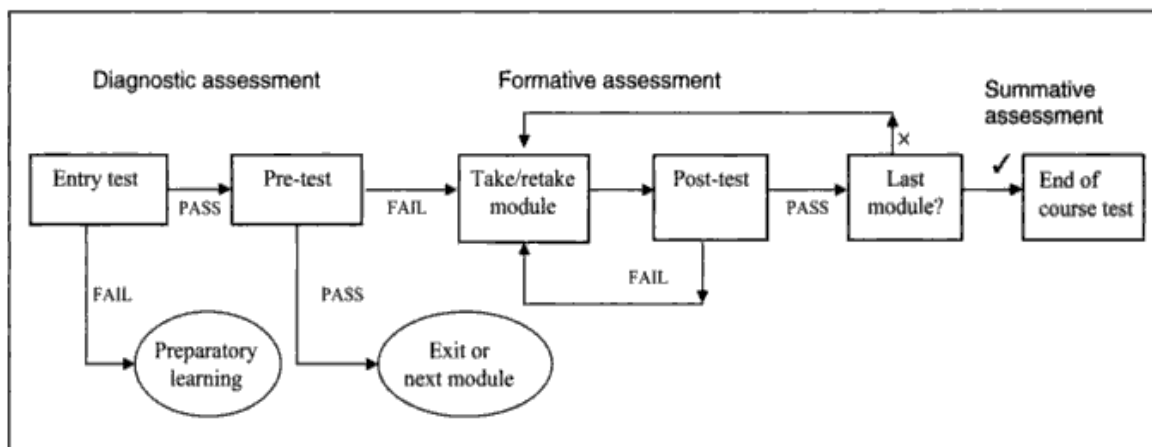 Diagnostic assessment
Formative assessment
Summative
assessment
Entry test
PASS
Pre-test
FAIL
Take/retake
module
Post-test
PASS
Last
module?
×
✓
End of
course test
FAIL
PASS
FAIL
Preparatory
learning
Exit or
next module